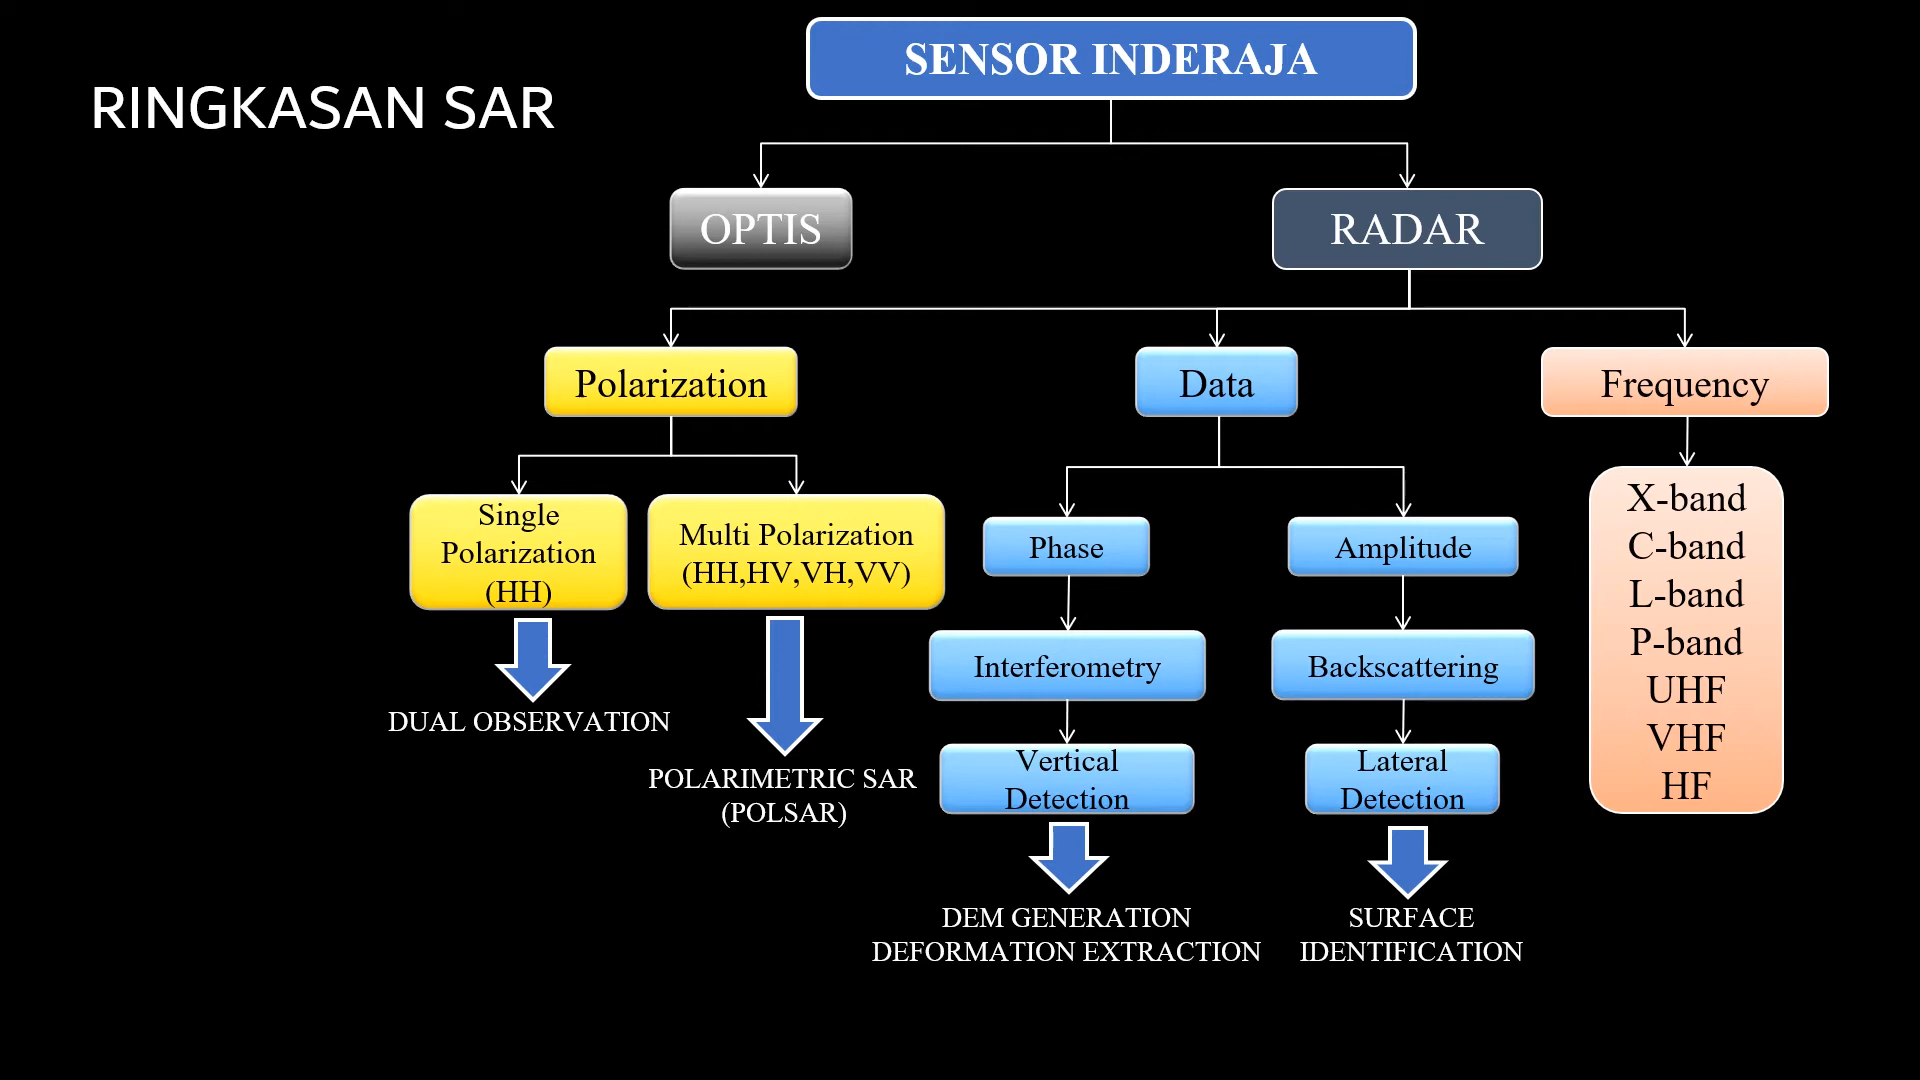 RINGKASAN SAR
SENSOR INDERAJA
OPTIS
RADAR
Polarization
Data
Frequency
Single
Polarization
(HH)
Multi Polarization
(HH,HV,VH,VV)
Phase
Amplitude
X-band
C-band
L-band
P-band
UHF
VHF
HF
Interferometry
Backscattering
DUAL OBSERVATION
POLARIMETRIC SAR
(POLSAR)
Vertical
Detection
Lateral
Detection
DEM GENERATION
DEFORMATION EXTRACTION
SURFACE
IDENTIFICATION